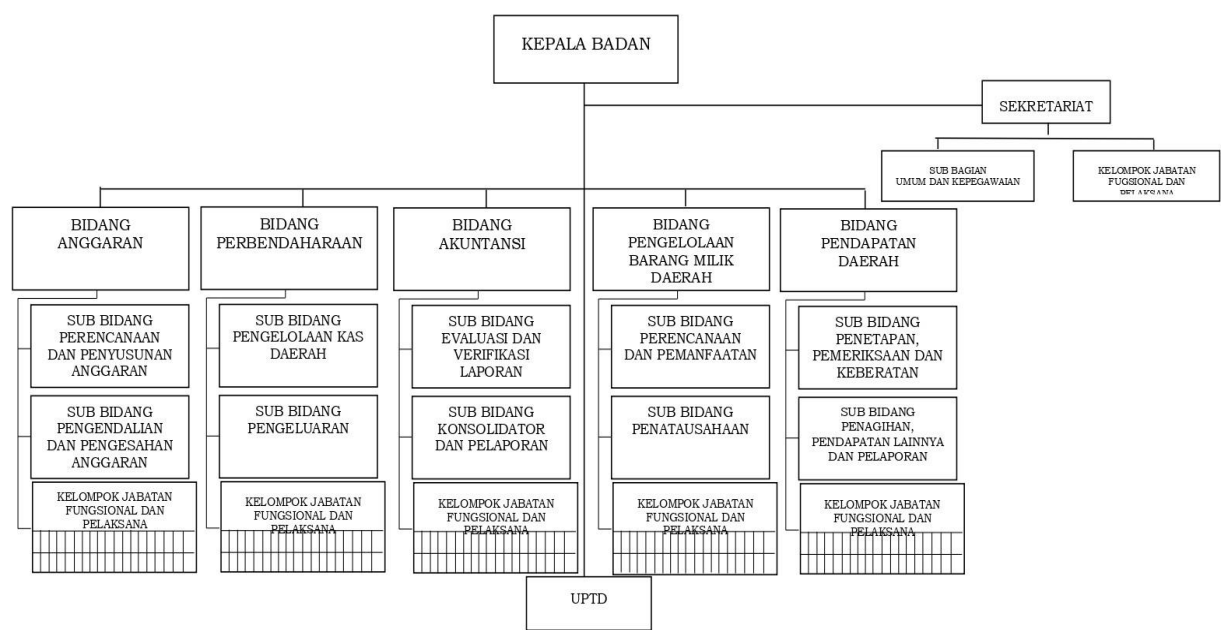 KEPALA BADAN
SEKRETARIAT
SUB BAGIAN
UMUM DAN KEPEGAWAIAN
KELOMPOK JABATAN
FUGSIONAL DAN
PELAKSANA
BIDANG
ANGGARAN
BIDANG
PERBENDAHARAAN
BIDANG
AKUNTANSI
BIDANG
PENGELOLAAN
BARANG MILIK
DAERAH
BIDANG
PENDAPATAN
DAERAH
SUB BIDANG
PERENCANAAN
DAN PENYUSUNAN
ANGGARAN
SUB BIDANG
PENGELOLAAN KAS
DAERAH
SUB BIDANG
EVALUASI DAN
VERIFIKASI
LAPORAN
SUB BIDANG
PERENCANAAN
DAN PEMANFAATAN
SUB BIDANG
PENETAPAN,
PEMERIKSAAN DAN
KEBERATAN
SUB BIDANG
PENGENDALIAN
DAN PENGESAHAN
ANGGARAN
SUB BIDANG
PENGELUARAN
SUB BIDANG
KONSOLIDATOR
DAN PELAPORAN
SUB BIDANG
PENATAUSAHAAN
SUB BIDANG
PENAGIHAN,
PENDAPATAN LAINNYA
DAN PELAPORAN
KELOMPOK JABATAN
FUNGSIONAL DAN
PELAKSANA
KELOMPOK JABATAN
FUNGSIONAL DAN
PELAKSANA
KELOMPOK JABATAN
FUNGSIONAL DAN
PELAKSANA
KELOMPOK JABATAN
FUNGSIONAL DAN
PELAKSANA
KELOMPOK JABATAN
FUNGSIONAL DAN
PELAKSANA
UPTD